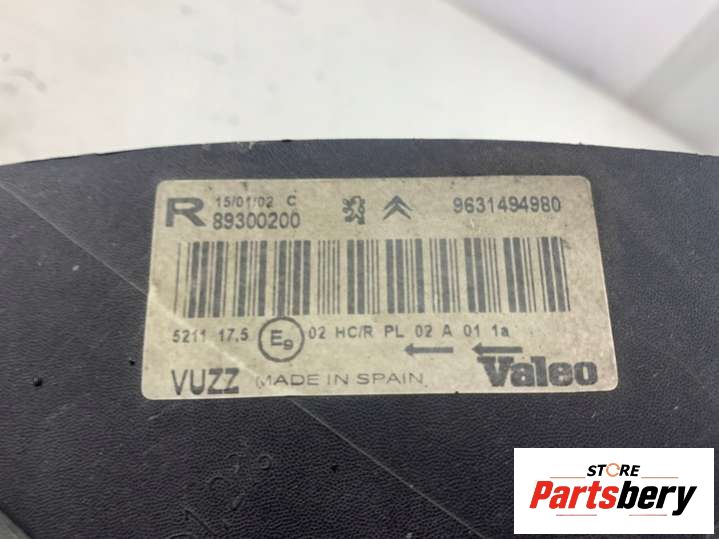 R 15/01/02 C
89300200
9631494980
5211 17,5 E9 02 HC/R PL 02 A 01 1a
VUZZ MADE IN SPAIN Valeo
STORE
Partsbery